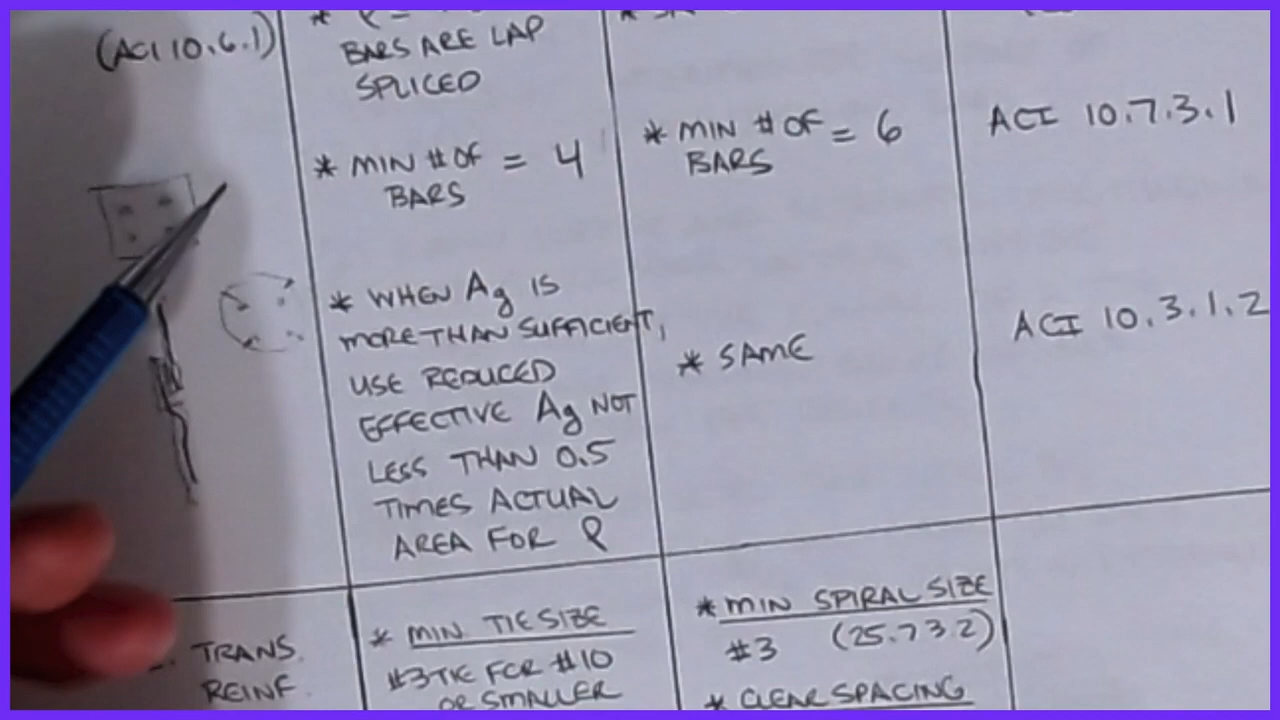 (ACI 10.6.1)
BARS ARE LAP
SPLICED
* MIN # OF = 4
BARS
* WHEN Ag IS
MORE THAN SUFFICIENT,
USE REDUCED
EFFECTIVE Ag NOT
LESS THAN 0.5
TIMES ACTUAL
AREA FOR ρ
* MIN # OF = 6
BARS
* SAME
ACI 10.7.3.1
ACI 10.3.1.2
TRANS.
REINF.
* MIN. TIE SIZE
#3 TIE FOR #10
OR SMALLER
* MIN SPIRAL SIZE
#3 (25.7.3.2)
* CLEAR SPACING